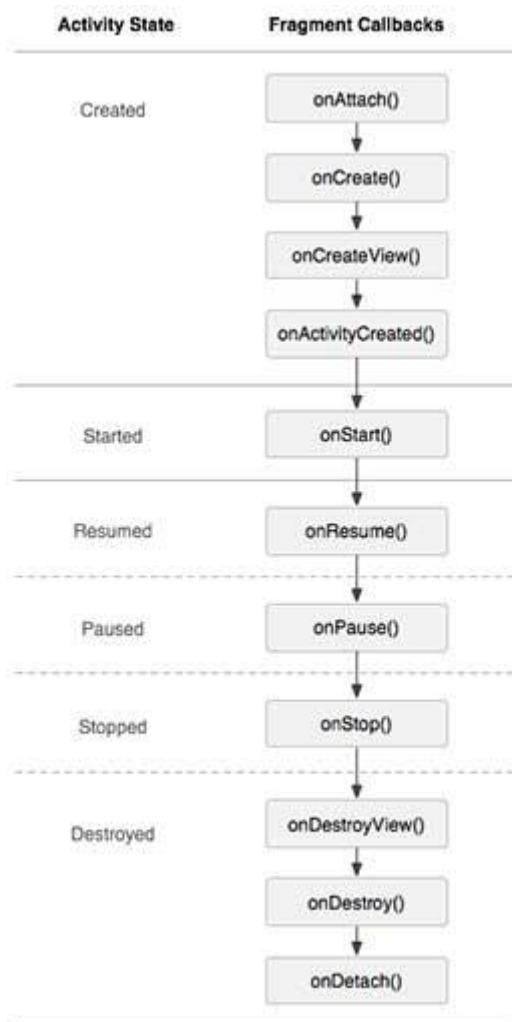 Activity State Fragment Callbacks
Created
onAttach()
onCreate()
onCreateView()
onActivityCreated()
Started onStart()
Resumed onResume()
Paused onPause()
Stopped onStop()
Destroyed onDestroyView()
onDestroy()
onDetach()